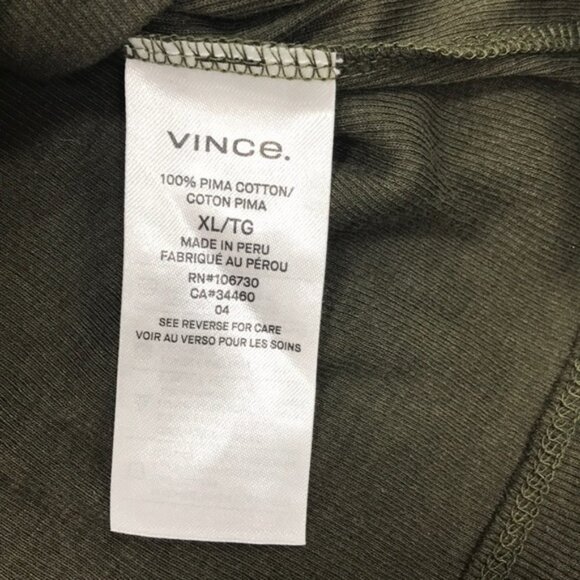 VINCE.
100% PIMA COTTON/
COTON PIMA
XL/TG
MADE IN PERU
FABRIQUÉ AU PÉROU
RN#106730
CA#34460
04
SEE REVERSE FOR CARE
VOIR AU VERSO POUR LES SOINS